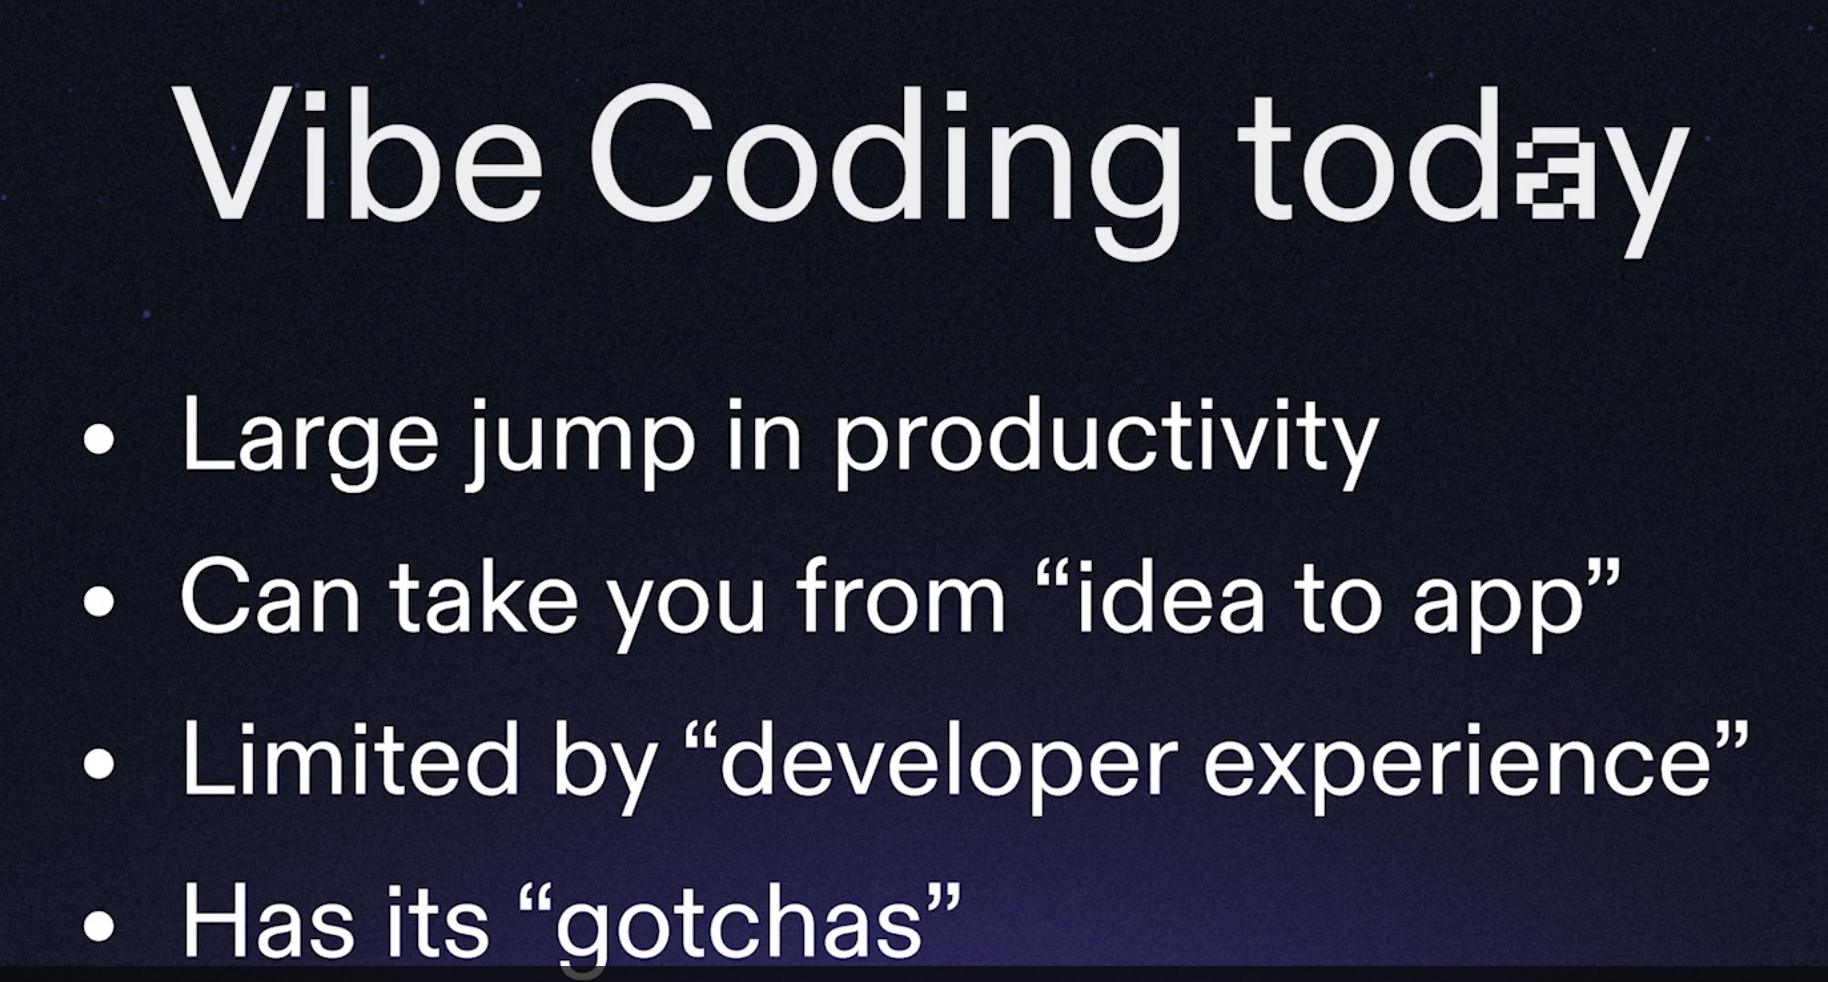 Vibe Coding today
• Large jump in productivity
• Can take you from “idea to app”
• Limited by “developer experience”
• Has its “gotchas”